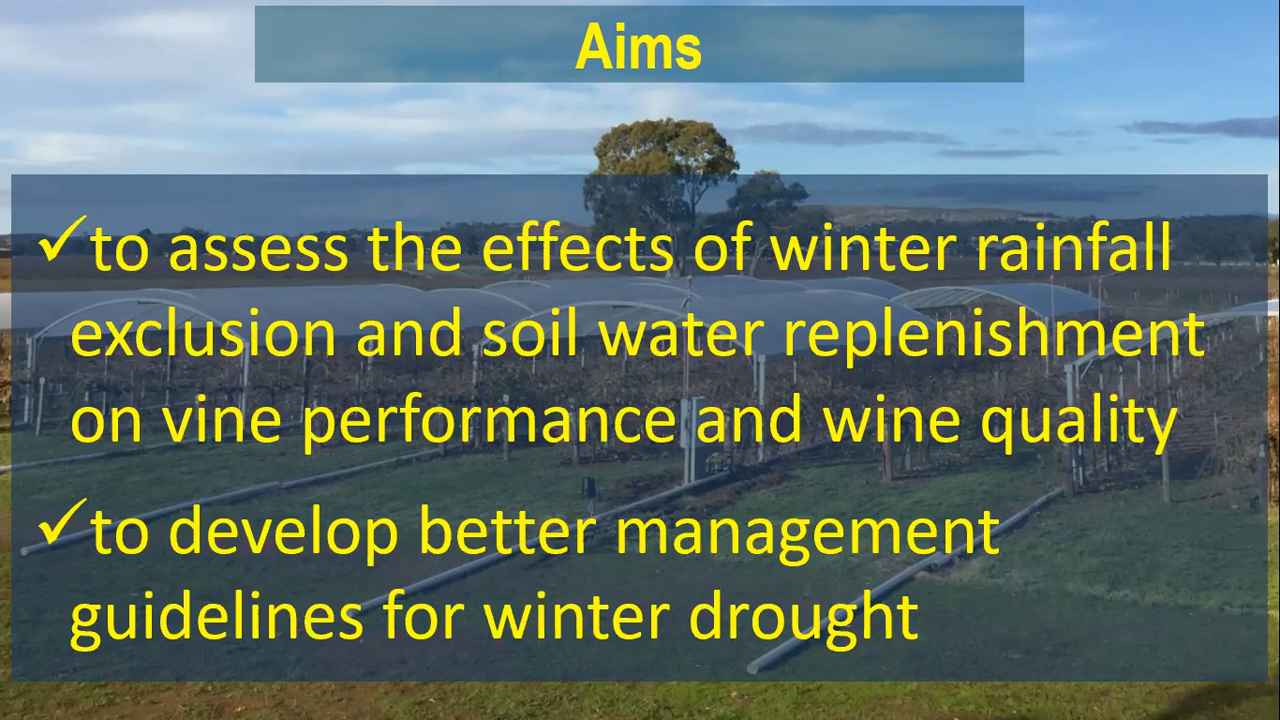 Aims
✓to assess the effects of winter rainfall
exclusion and soil water replenishment
on vine performance and wine quality
✓to develop better management
guidelines for winter drought